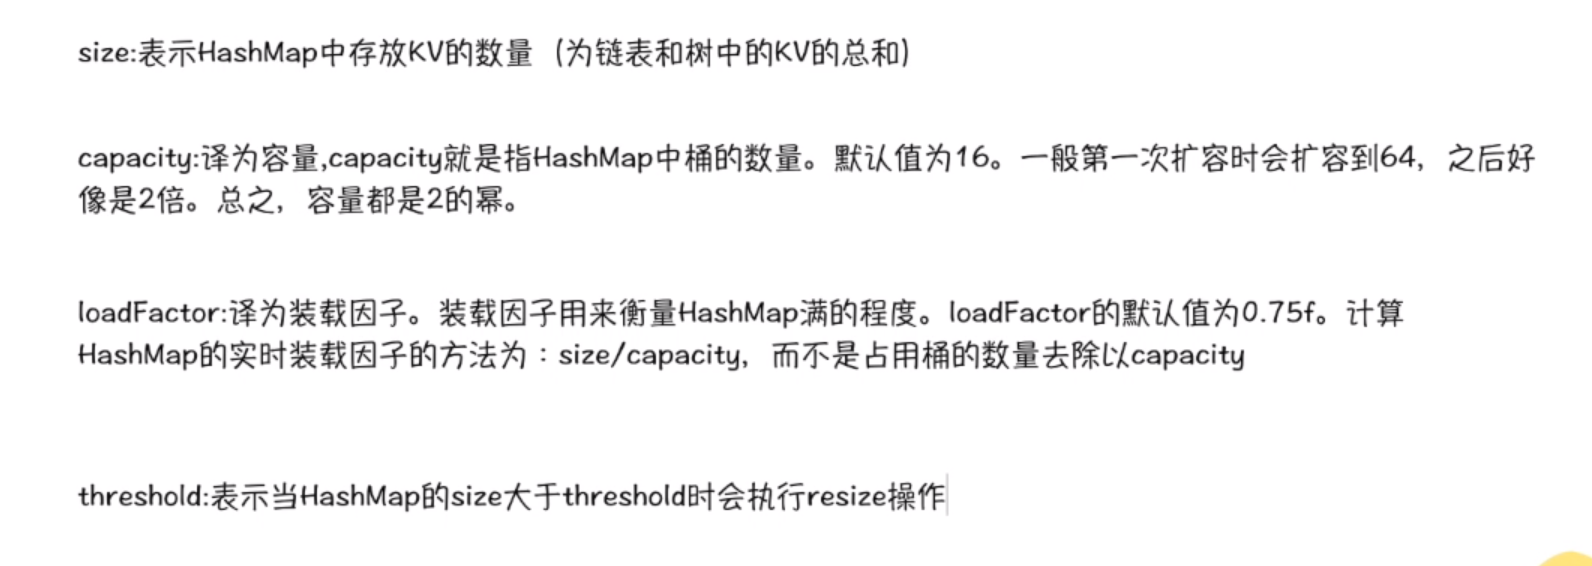 size:表示HashMap中存放KV的数量（为链表和树中的KV的总和）
capacity:译为容量,capacity就是指HashMap中桶的数量。默认值为16。一般第一次扩容时会扩容到64，之后好
像是2倍。总之，容量都是2的幂。
loadFactor:译为装载因子。装载因子用来衡量HashMap满的程度。loadFactor的默认值为0.75f。计算
HashMap的实时装载因子的方法为：size/capacity，而不是占用桶的数量去除以capacity
threshold:表示当HashMap的size大于threshold时会执行resize操作